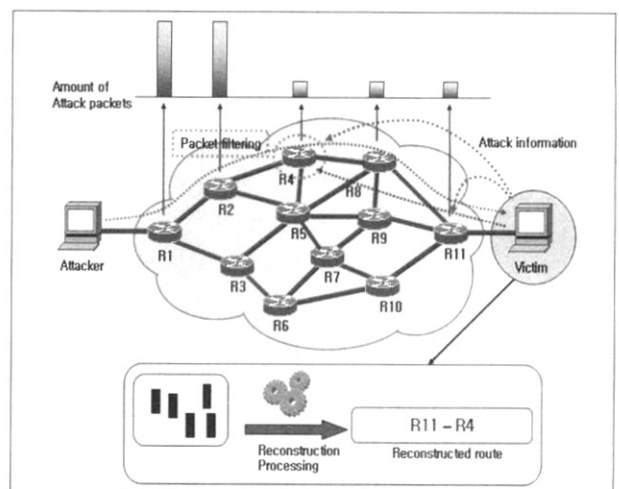 Amount of
Attack packets
Packet filtering
Attack information
R4
R8
R2
R5
R9
R1
R11
Attacker
Victim
R3
R7
R6
R10
R11 – R4
Reconstruction
Processing
Reconstructed route